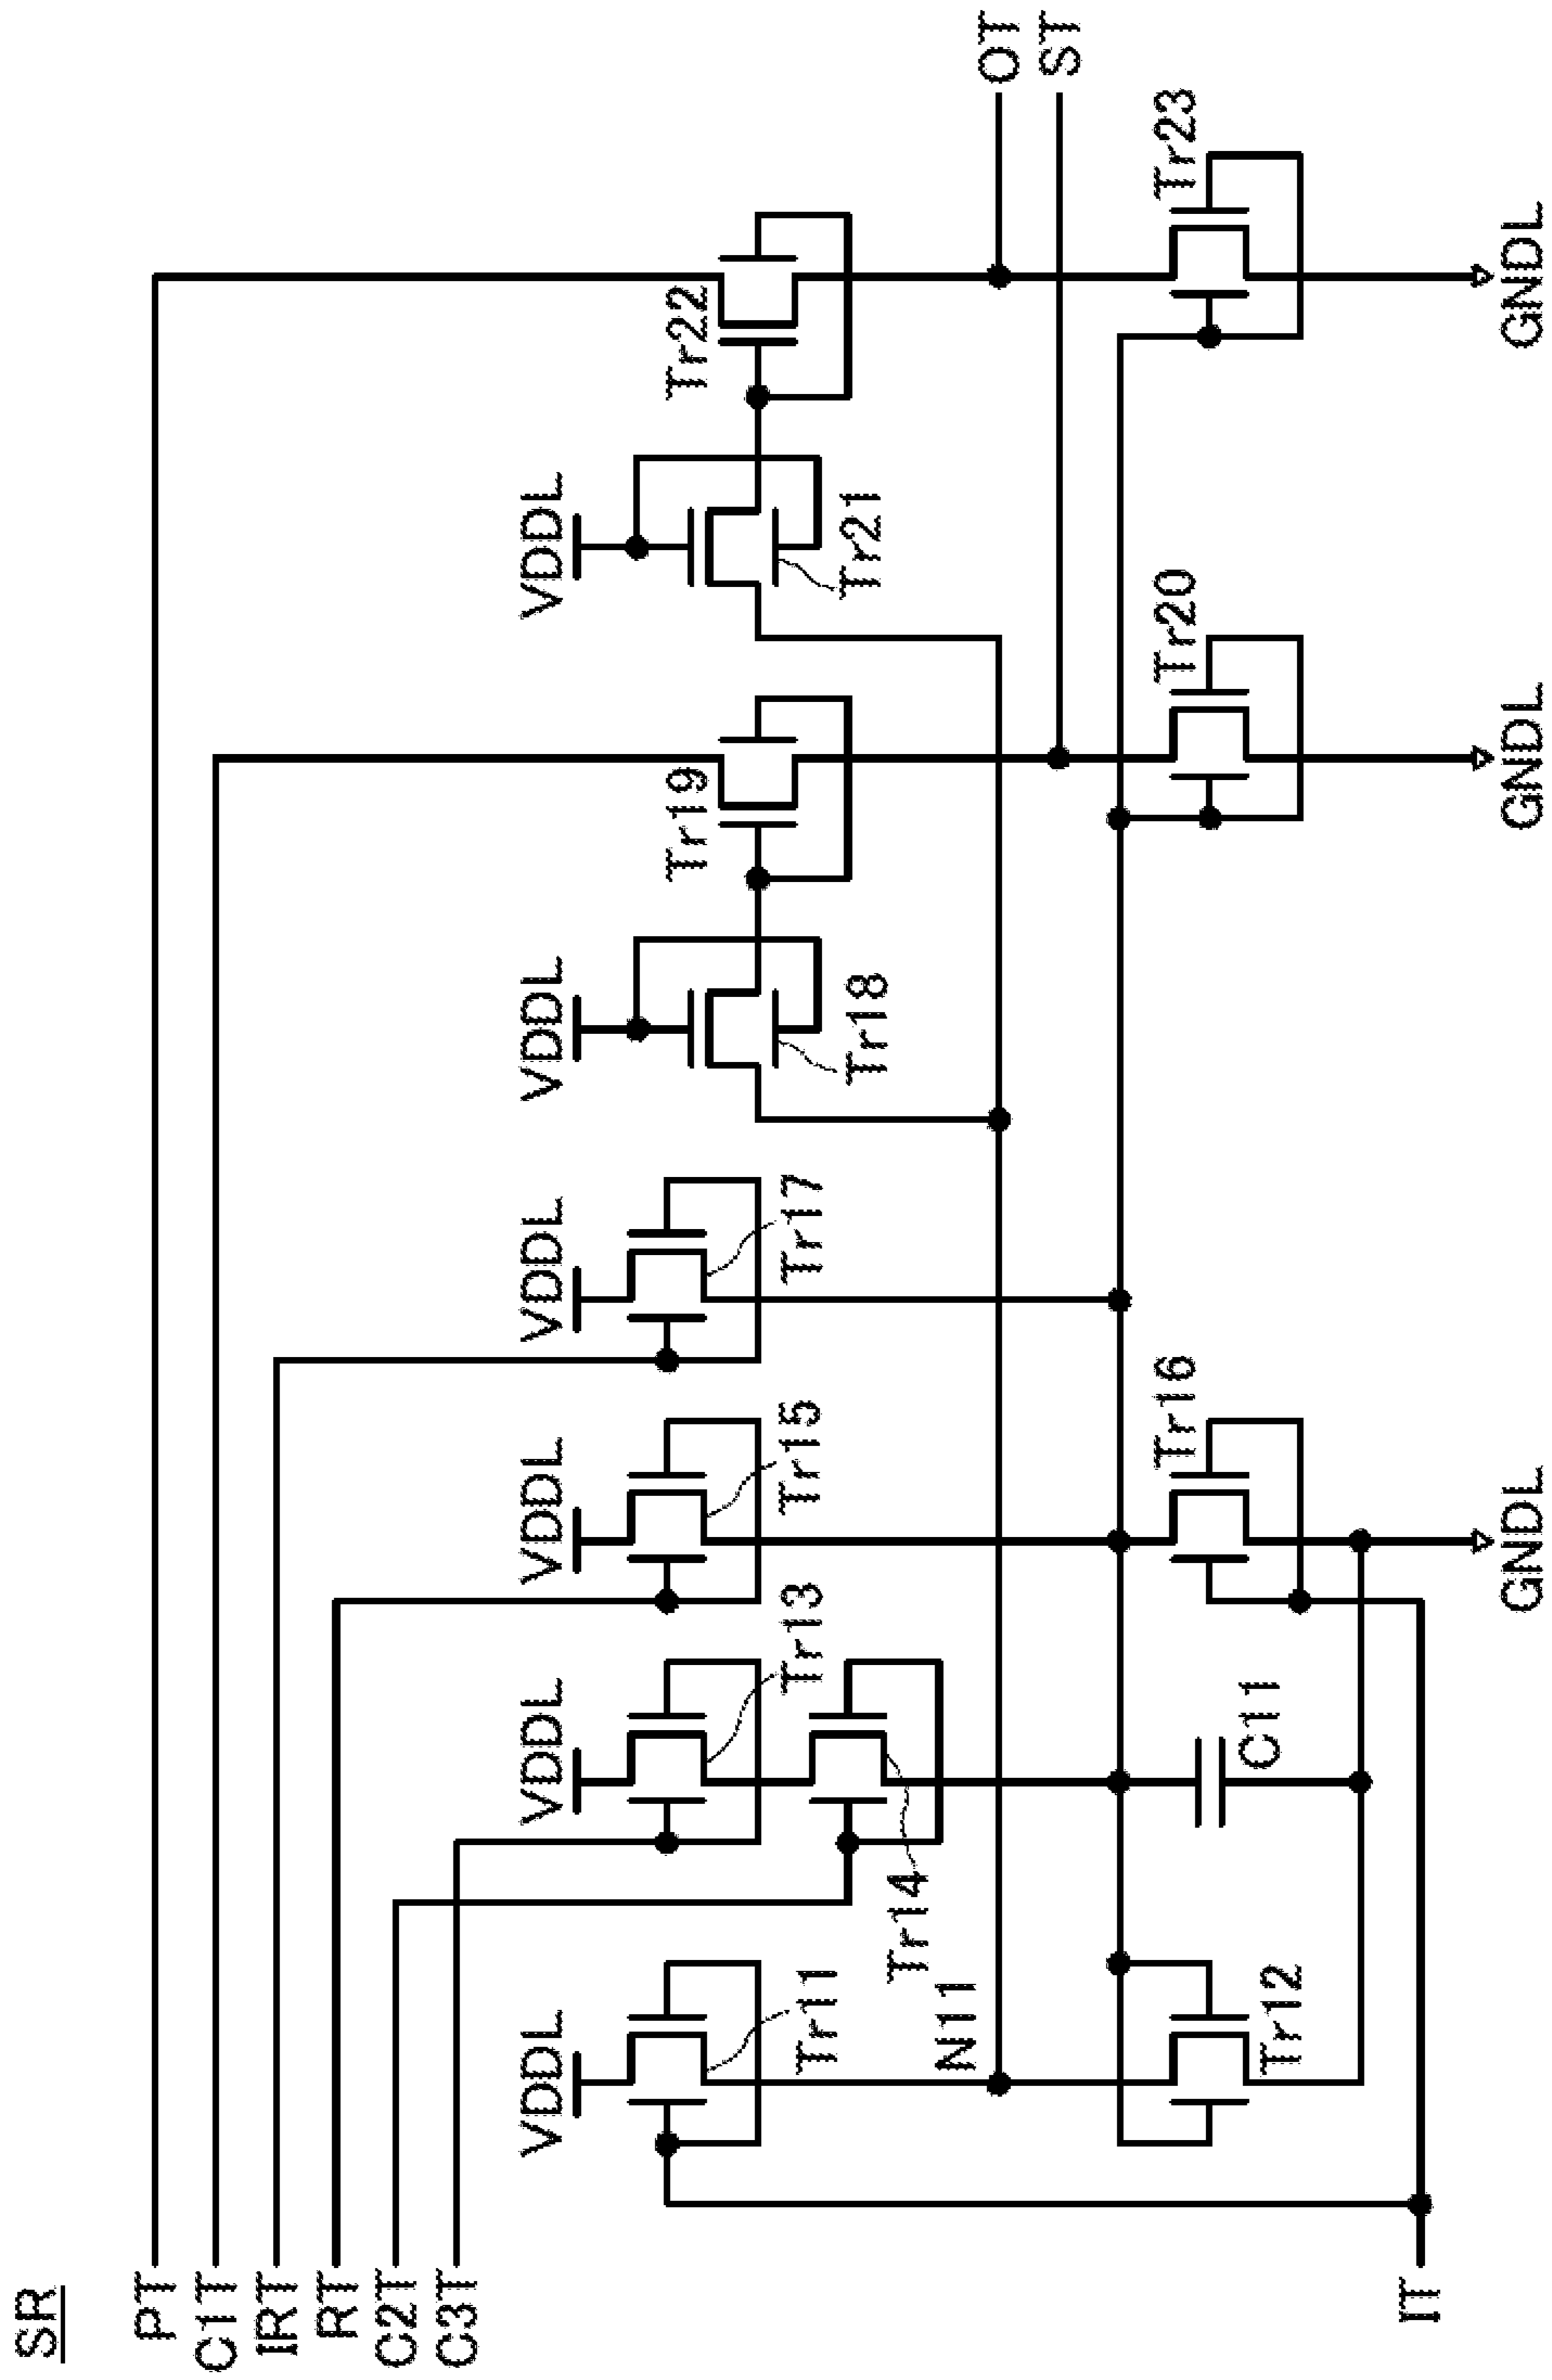 SR
PT
C1T
IRT
RT
C2T
C3T
IT
VDDL
VDDL
VDDL
VDDL
VDDL
VDDL
Tr11
Tr13
Tr14
Tr15
Tr17
Tr18
Tr19
Tr21
Tr22
N11
OT
ST
Tr12
C11
Tr16
Tr20
Tr23
GNDL
GNDL
GNDL